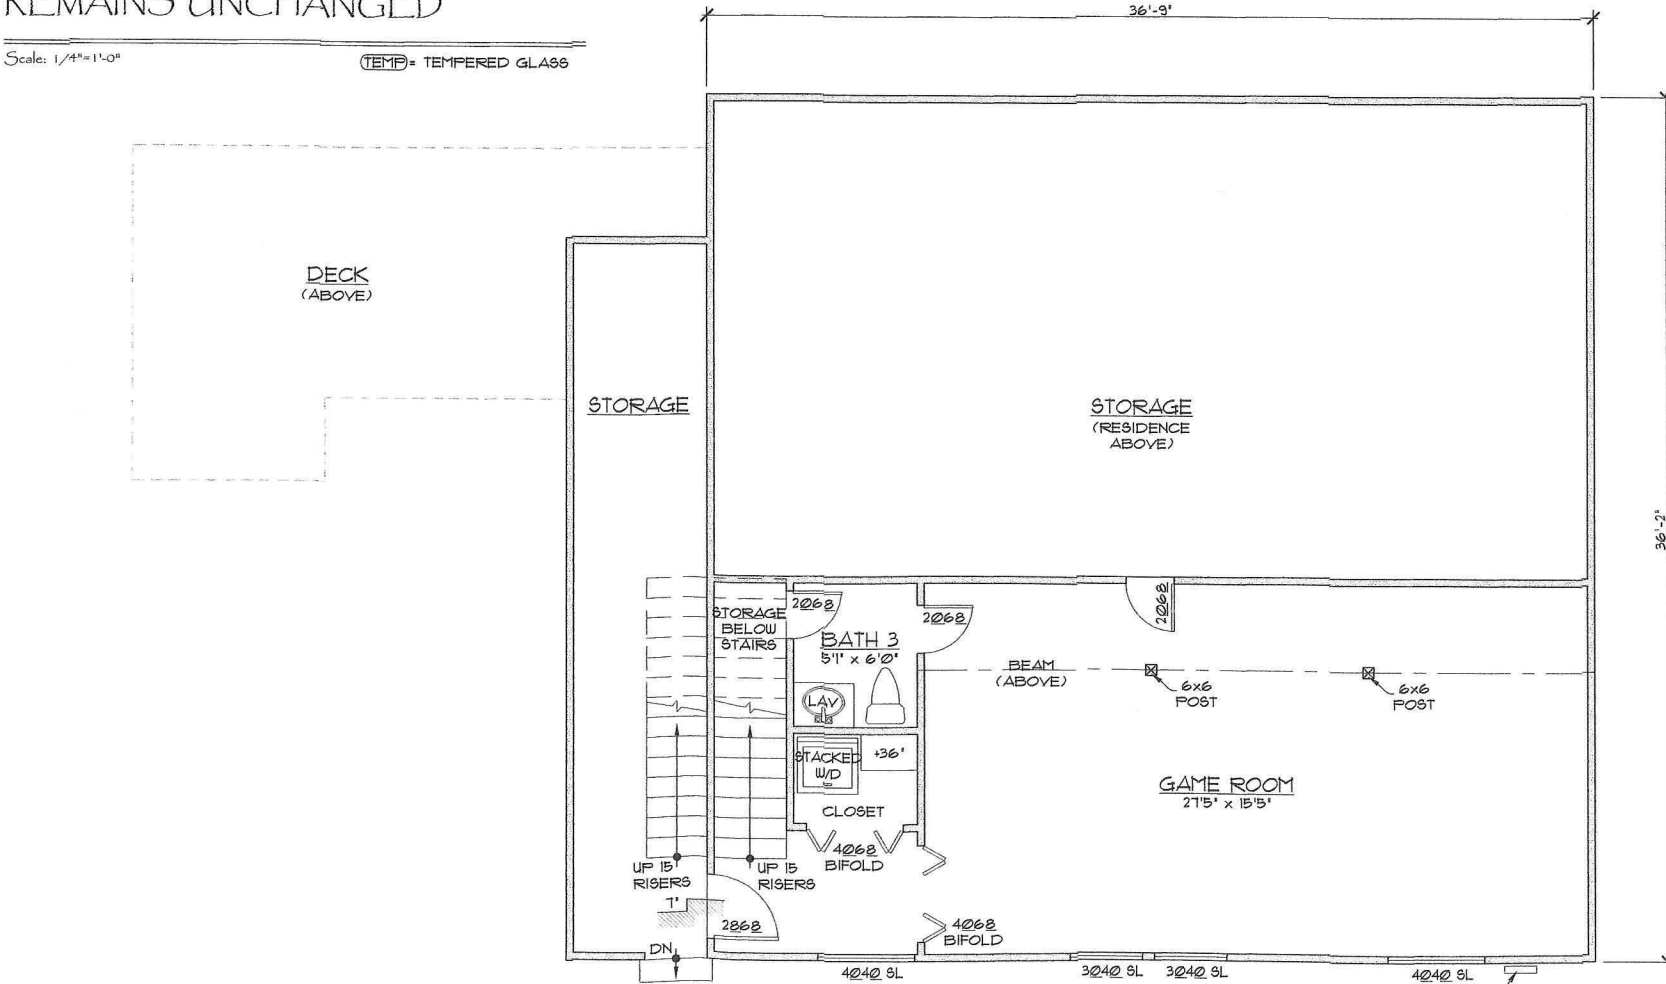 REMAINS UNCHANGED
Scale: 1/4"=1'-0"
TEMP = TEMPERED GLASS
36'-9"
DECK
(ABOVE)
STORAGE
STORAGE
(RESIDENCE
ABOVE)
36'-2"
STORAGE
BELOW
STAIRS
2068
BATH 3
5'1" x 6'0"
2068
2068
LAV
BEAM
(ABOVE)
6x6
POST
6x6
POST
STACKED
W/D
+36"
CLOSET
GAME ROOM
27'5" x 15'5"
4068
BIFOLD
UP 15
RISERS
UP 15
RISERS
7"
2868
4068
BIFOLD
DN
4040 SL
3040 SL
3040 SL
4040 SL